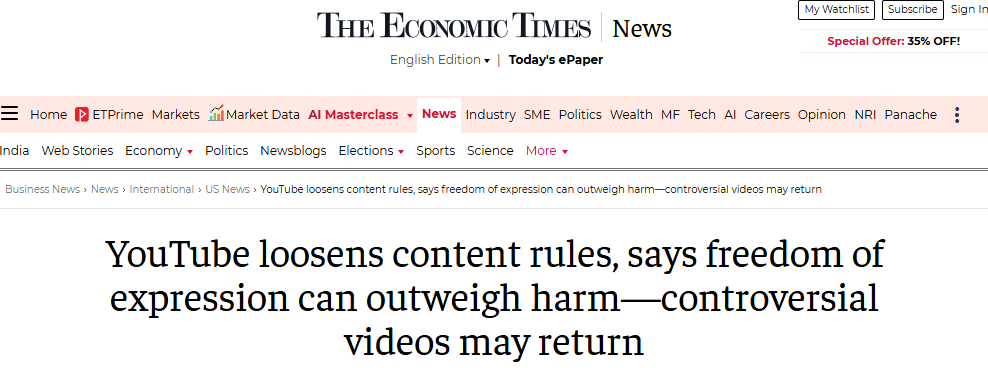 My Watchlist Subscribe Sign In
THE ECONOMIC TIMES | News
Special Offer: 35% OFF!
English Edition ▾ | Today's ePaper
Home ETPrime Markets Market Data AI Masterclass ▾ News Industry SME Politics Wealth MF Tech AI Careers Opinion NRI Panache
India Web Stories Economy ▾ Politics Newsblogs Elections ▾ Sports Science More ▾
Business News › News › International › US News › YouTube loosens content rules, says freedom of expression can outweigh harm—controversial videos may return
YouTube loosens content rules, says freedom of
expression can outweigh harm—controversial
videos may return